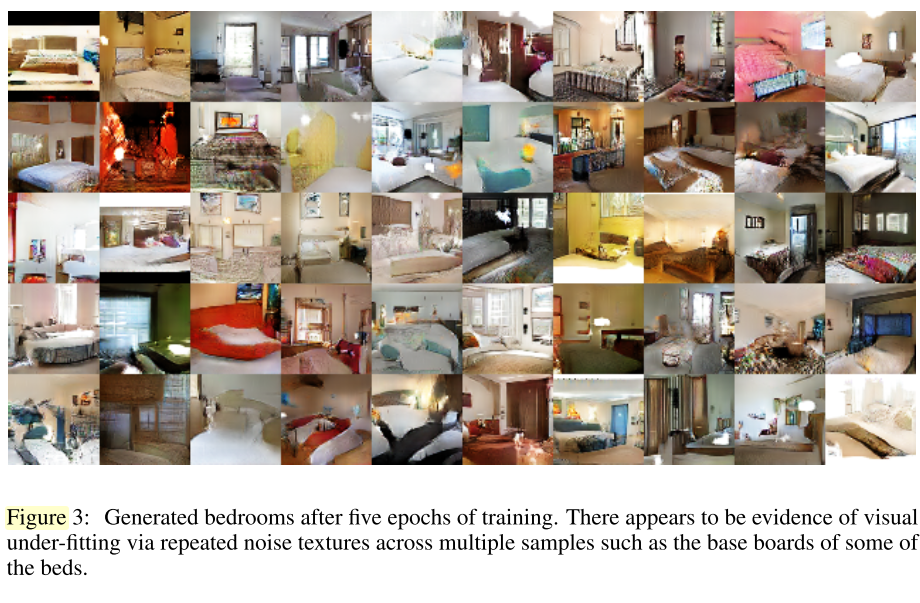 Figure 3: Generated bedrooms after five epochs of training. There appears to be evidence of visual
under-fitting via repeated noise textures across multiple samples such as the base boards of some of
the beds.